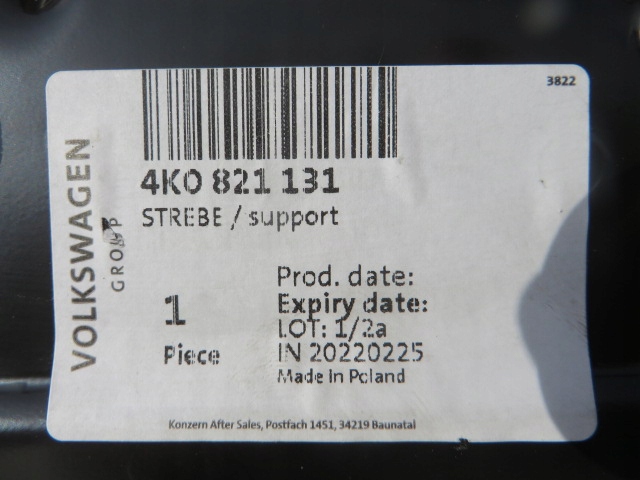 3822
VOLKSWAGEN
GROUP
4K0 821 131
STREBE / support
1
Piece
Prod. date:
Expiry date:
LOT: 1/2a
IN 20220225
Made in Poland
Konzern After Sales, Postfach 1451, 34219 Baunatal